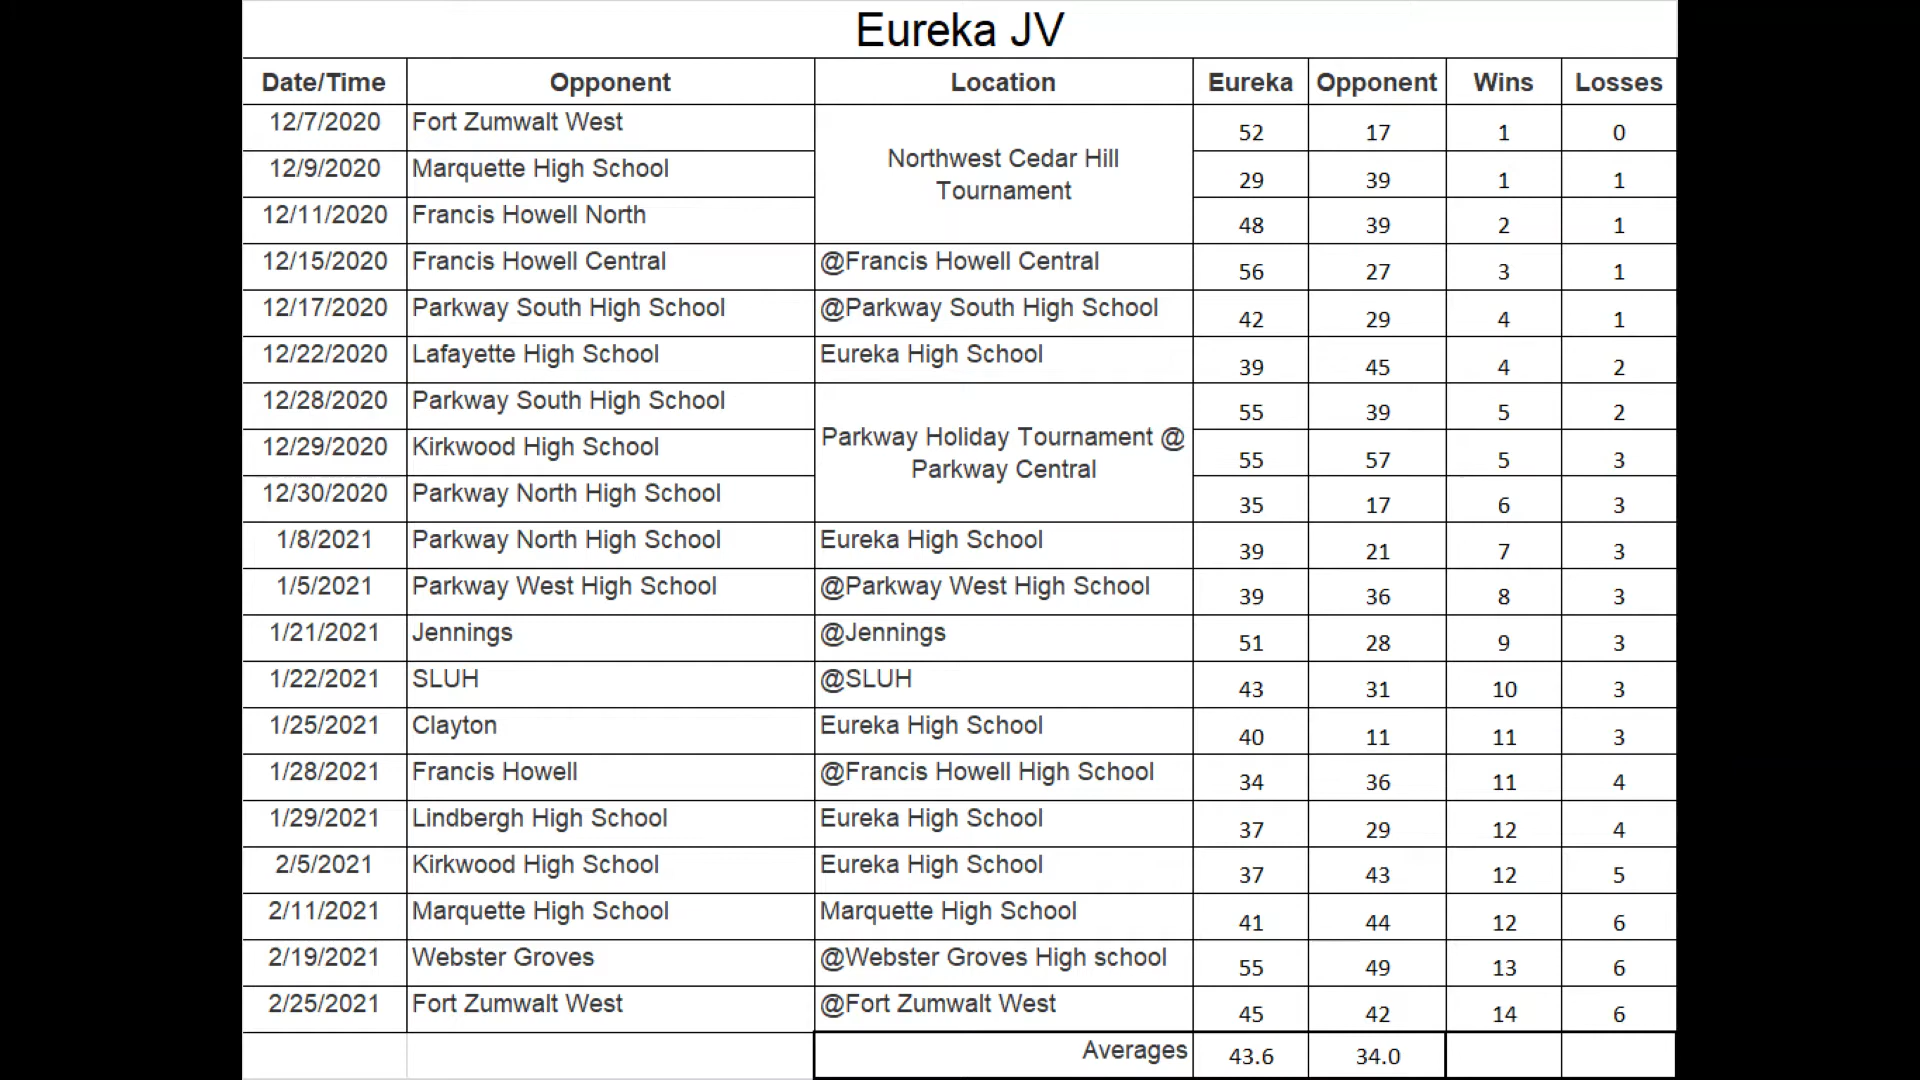 Eureka JV
Date/Time Opponent Location Eureka Opponent Wins Losses
12/7/2020 Fort Zumwalt West 52 17 1 0
Northwest Cedar Hill
12/9/2020 Marquette High School 29 39 1 1
Tournament
12/11/2020 Francis Howell North 48 39 2 1
12/15/2020 Francis Howell Central @Francis Howell Central 56 27 3 1
12/17/2020 Parkway South High School @Parkway South High School 42 29 4 1
12/22/2020 Lafayette High School Eureka High School 39 45 4 2
12/28/2020 Parkway South High School 55 39 5 2
Parkway Holiday Tournament @
12/29/2020 Kirkwood High School 55 57 5 3
Parkway Central
12/30/2020 Parkway North High School 35 17 6 3
1/8/2021 Parkway North High School Eureka High School 39 21 7 3
1/5/2021 Parkway West High School @Parkway West High School 39 36 8 3
1/21/2021 Jennings @Jennings 51 28 9 3
1/22/2021 SLUH @SLUH 43 31 10 3
1/25/2021 Clayton Eureka High School 40 11 11 3
1/28/2021 Francis Howell @Francis Howell High School 34 36 11 4
1/29/2021 Lindbergh High School Eureka High School 37 29 12 4
2/5/2021 Kirkwood High School Eureka High School 37 43 12 5
2/11/2021 Marquette High School Marquette High School 41 44 12 6
2/19/2021 Webster Groves @Webster Groves High school 55 49 13 6
2/25/2021 Fort Zumwalt West @Fort Zumwalt West 45 42 14 6
Averages 43.6 34.0